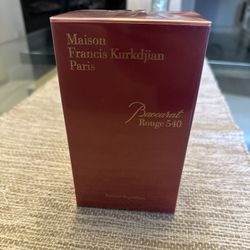 Maison
Francis Kurkdjian
Paris
Baccarat
Rouge 540